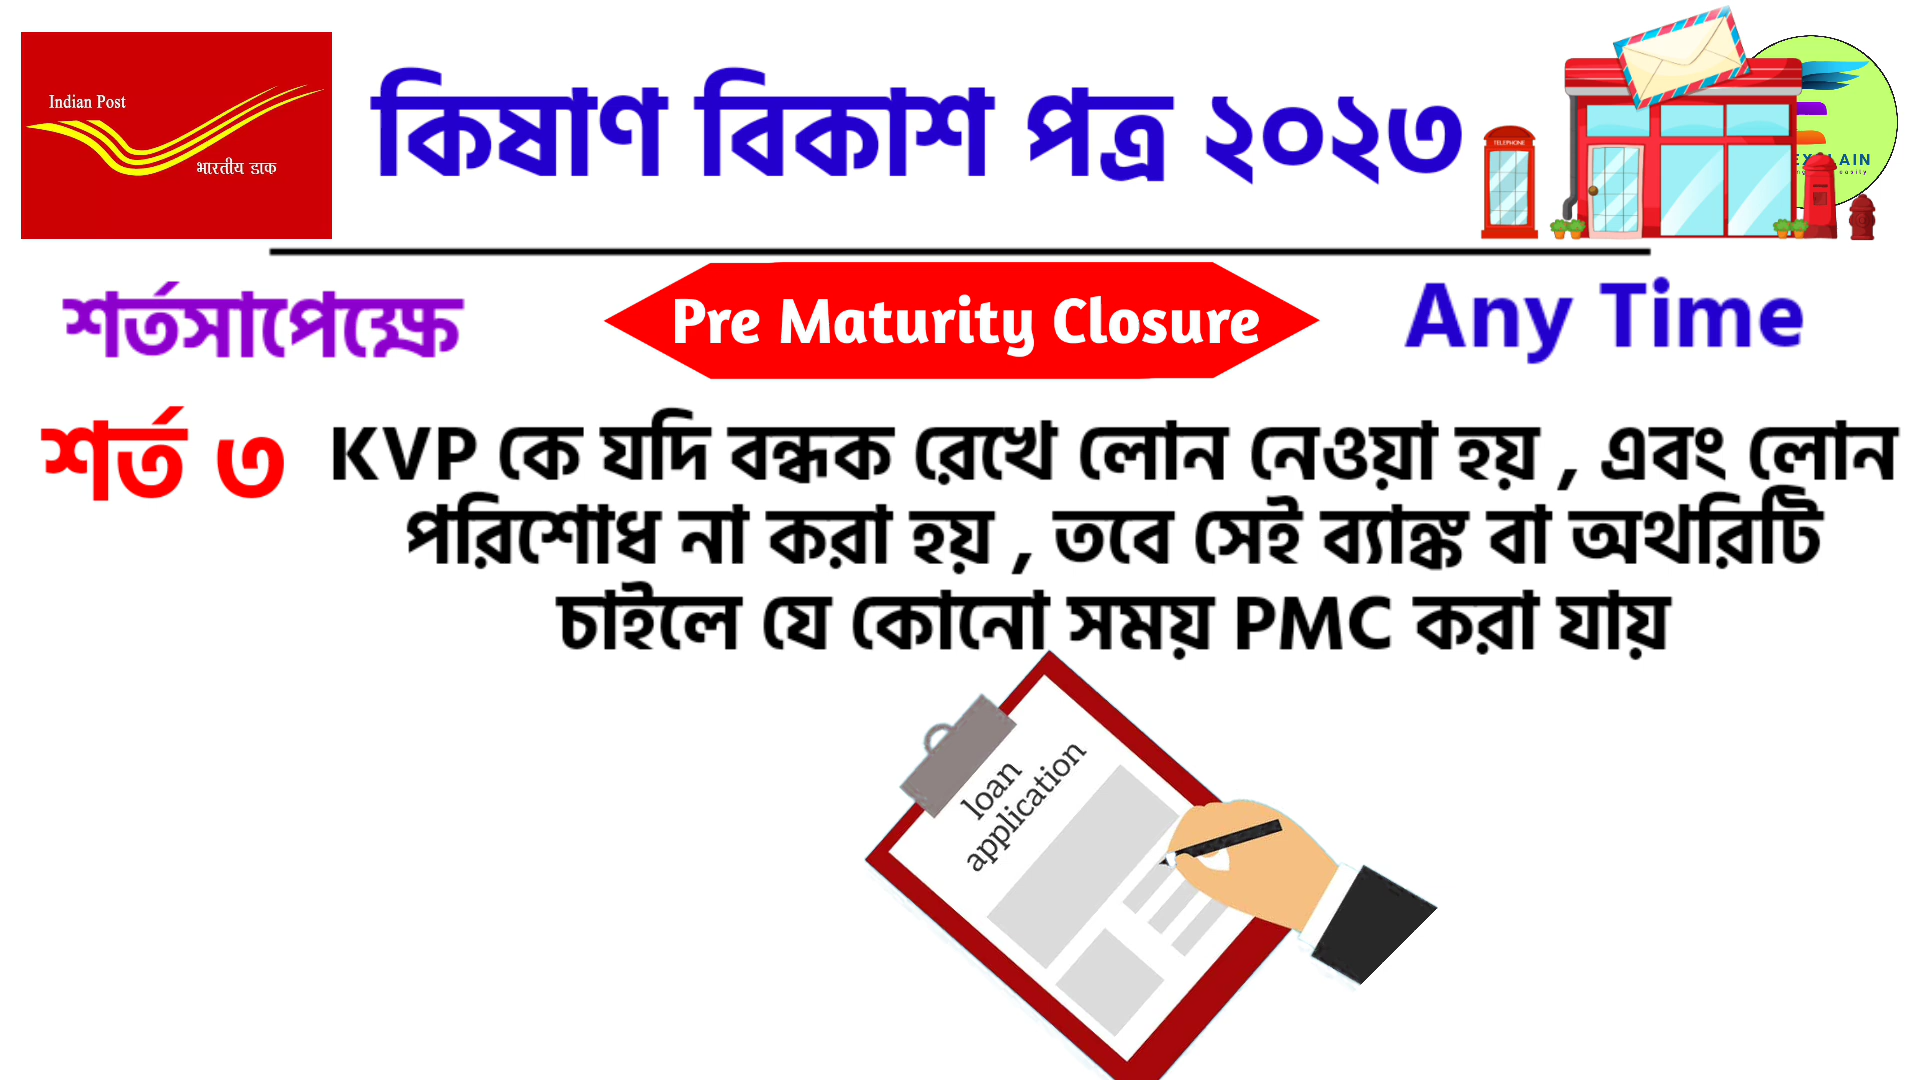 Indian Post
भारतीय डाक
কিষাণ বিকাশ পত্র ২০২৩
TELEPHONE
শর্তসাপেক্ষে
Pre Maturity Closure
Any Time
শর্ত ৩
KVP কে যদি বন্ধক রেখে লোন নেওয়া হয় , এবং লোন
পরিশোধ না করা হয় , তবে সেই ব্যাঙ্ক বা অথরিটি
চাইলে যে কোনো সময় PMC করা যায়
loan
application